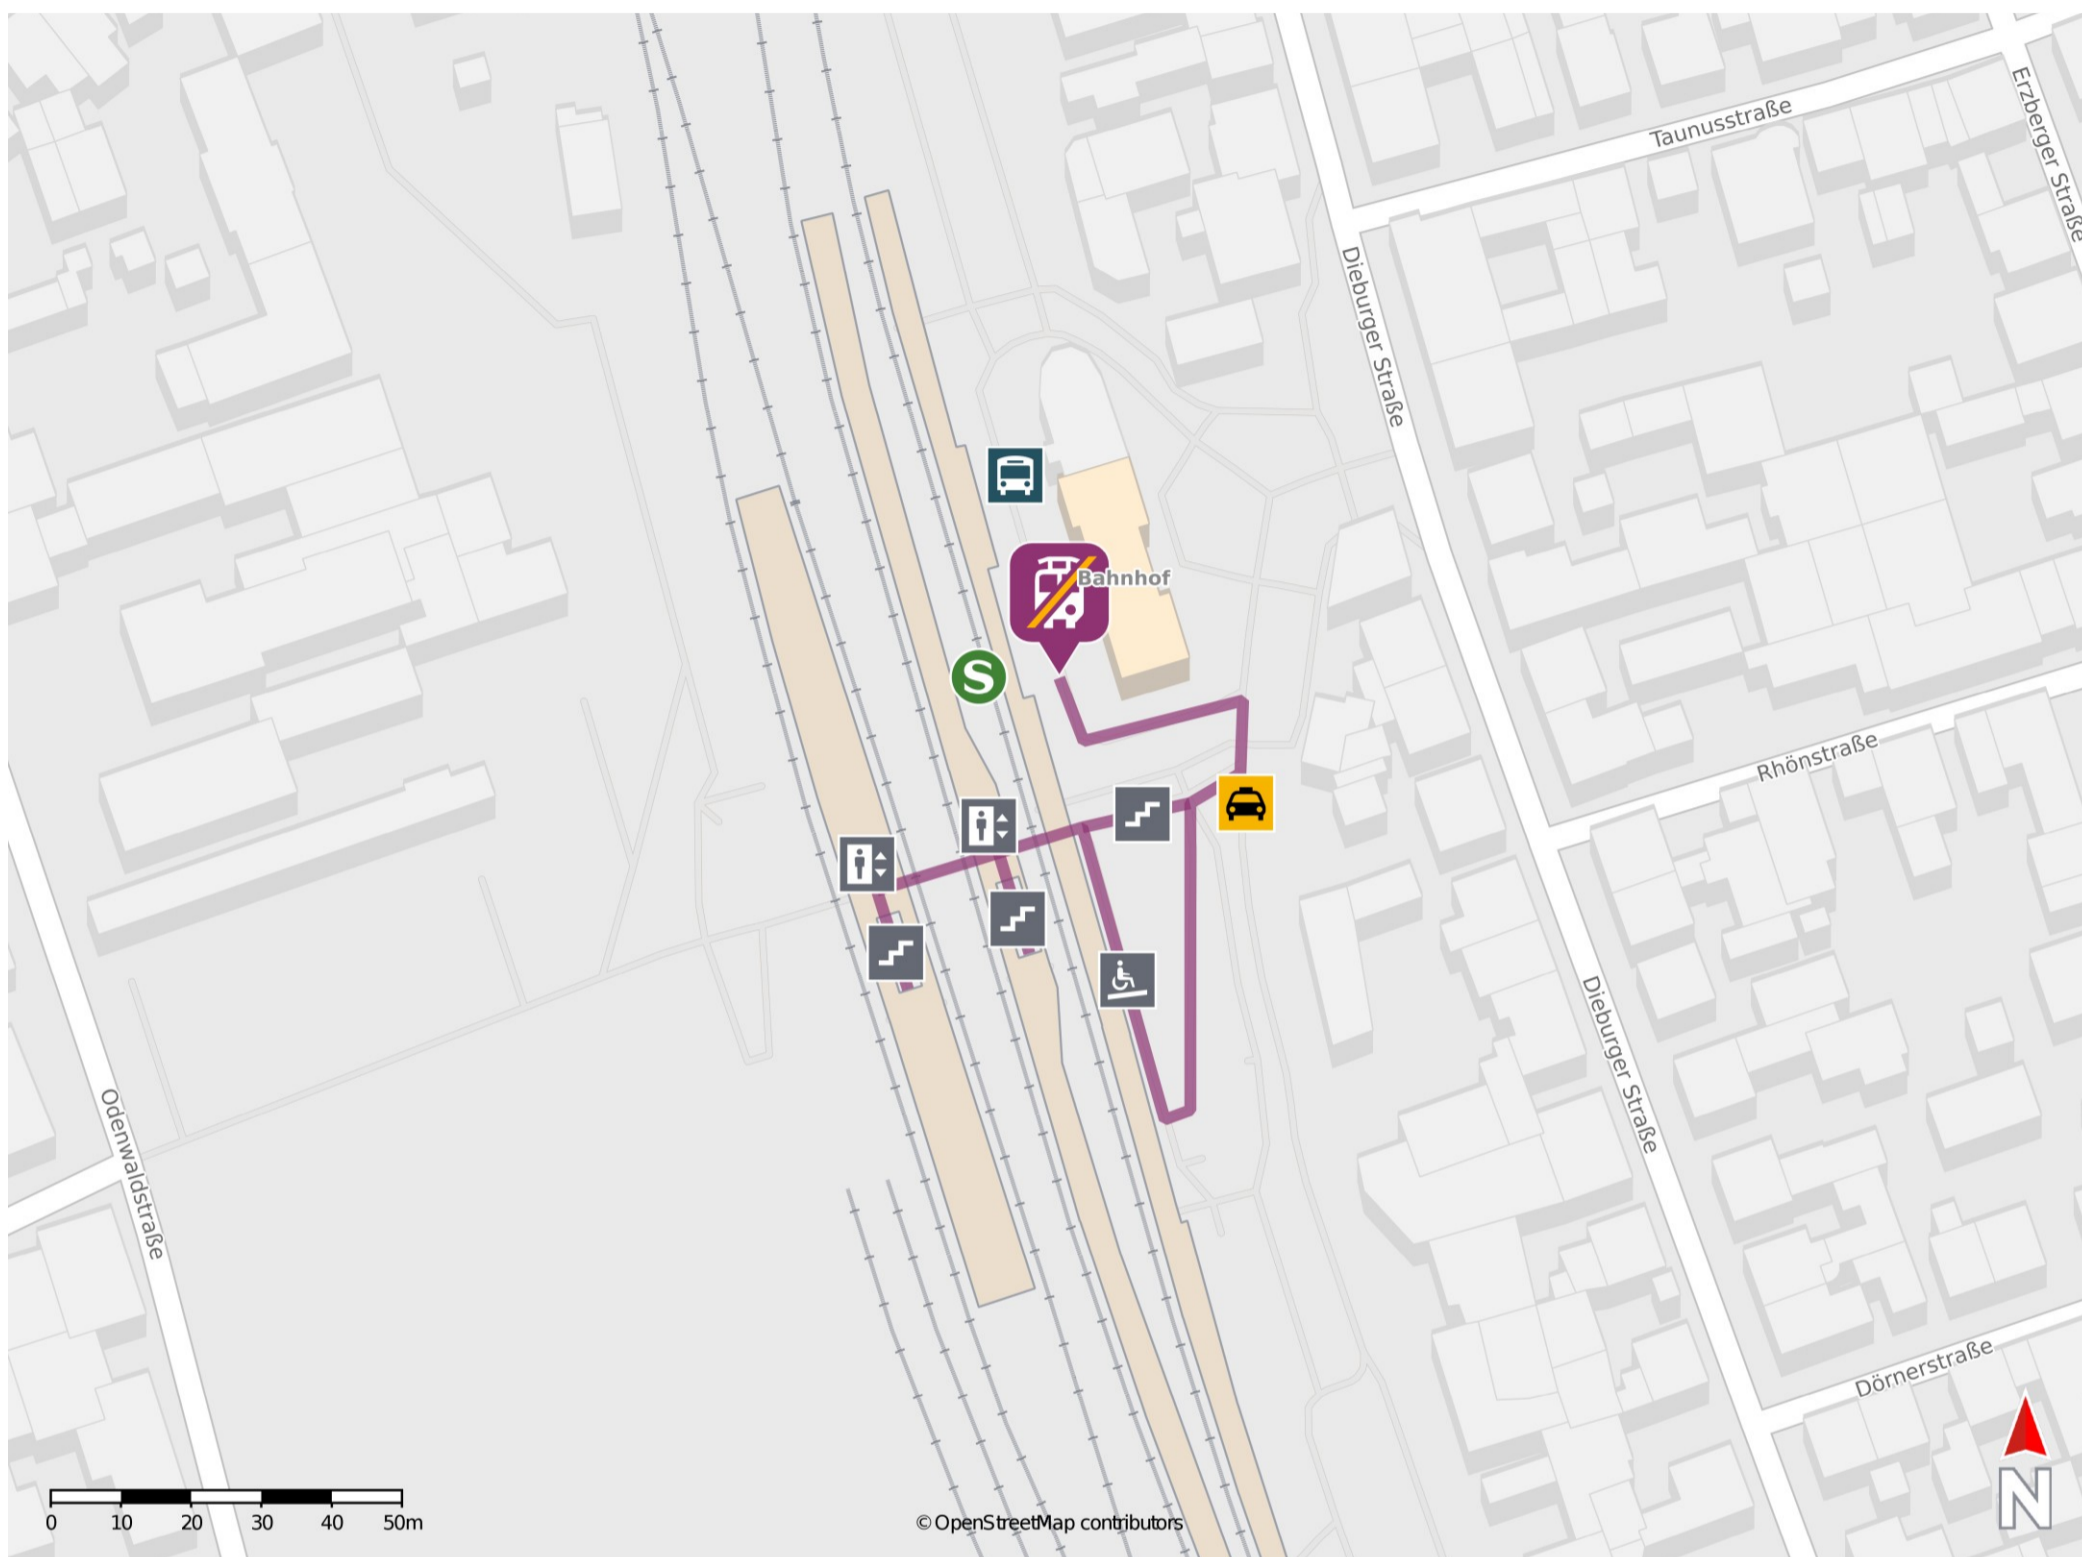 Taunusstraße
Erzberger Straße
Dieburger Straße
Bahnhof
S
Rhönstraße
Dieburger Straße
Odenwaldstraße
Dörnerstraße
N
0 10 20 30 40 50m
© OpenStreetMap contributors